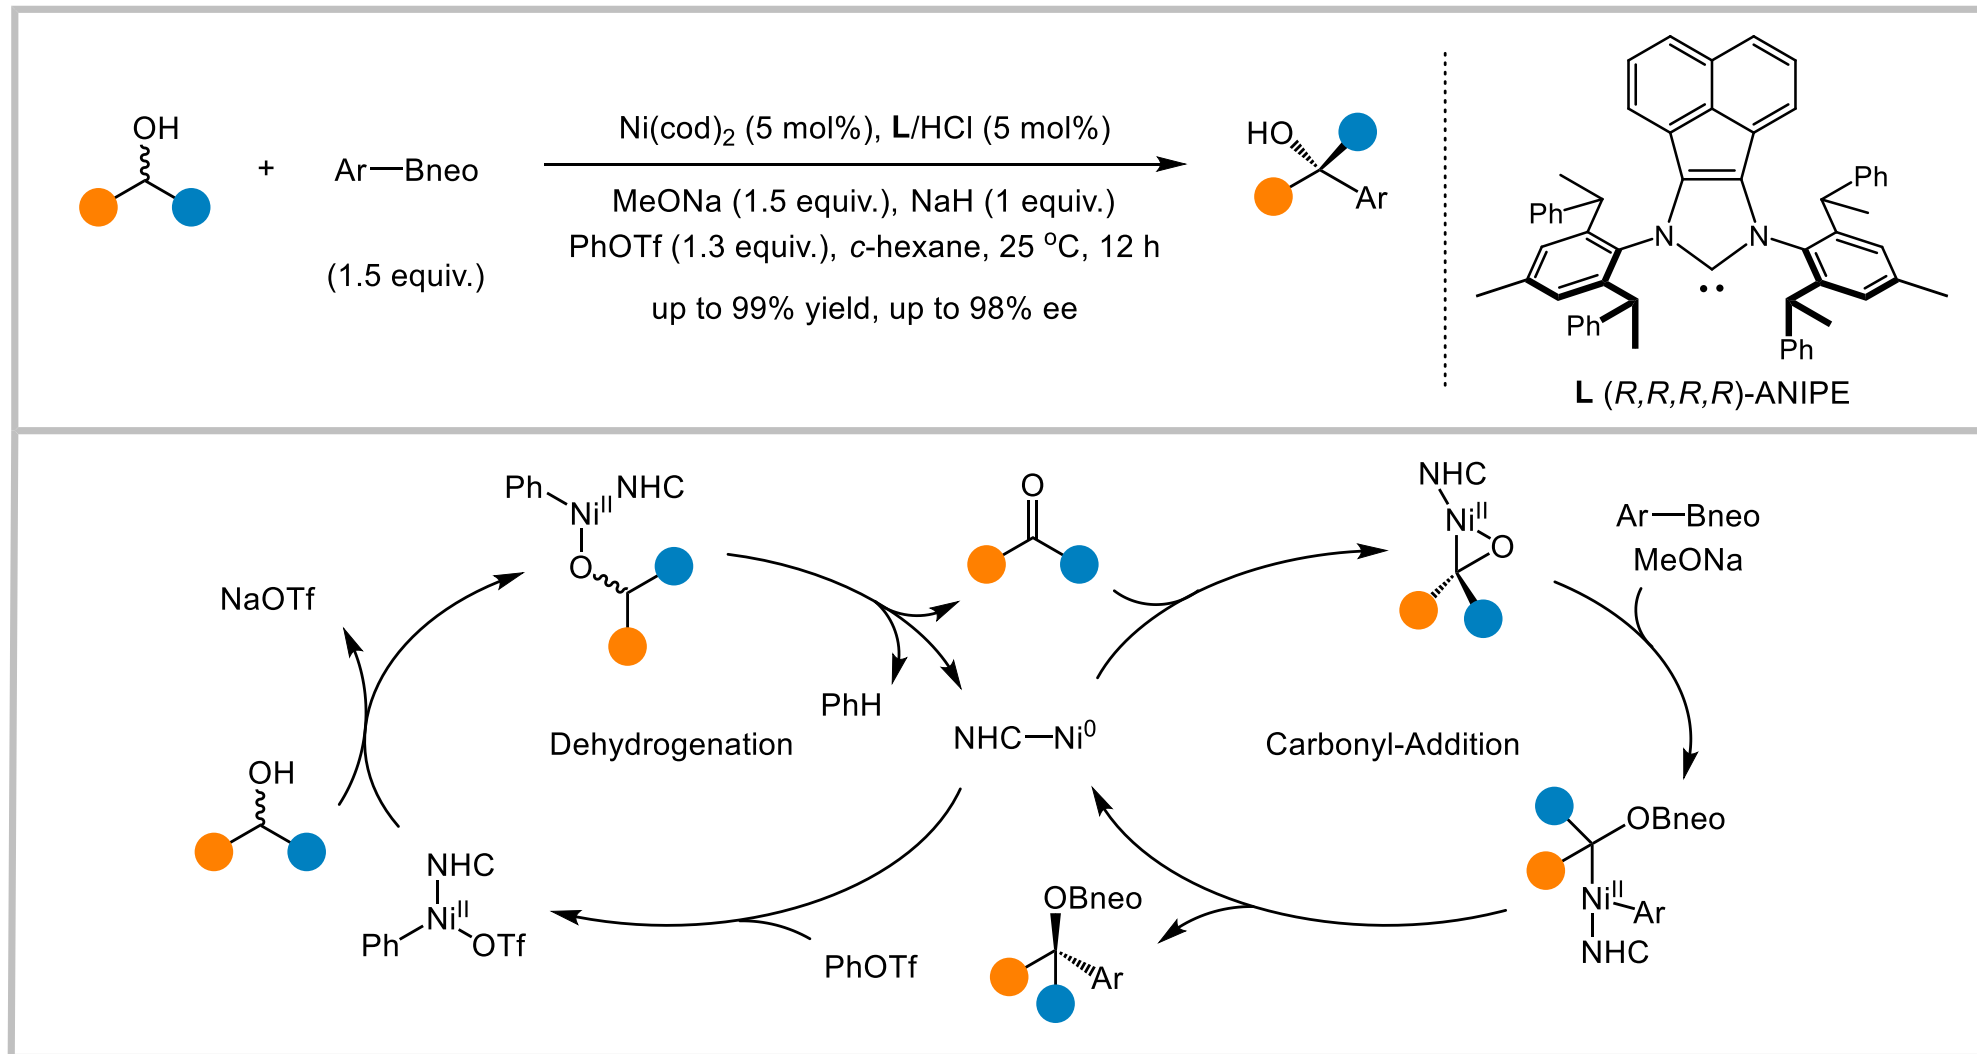 OH
+
Ar—Bneo
(1.5 equiv.)
Ni(cod)₂ (5 mol%), L/HCl (5 mol%)
MeONa (1.5 equiv.), NaH (1 equiv.)
PhOTf (1.3 equiv.), c-hexane, 25 ºC, 12 h
up to 99% yield, up to 98% ee
HO
Ar
Ph
Ph
N
N
Ph
Ph
L (R,R,R,R)-ANIPE
Ph
NiII
NHC
O
NaOTf
O
PhH
Dehydrogenation
NHC—Ni0
Carbonyl-Addition
NHC
NiII
O
Ar—Bneo
MeONa
OH
NHC
NiII
Ph
OTf
PhOTf
OBneo
Ar
OBneo
NiII
Ar
NHC